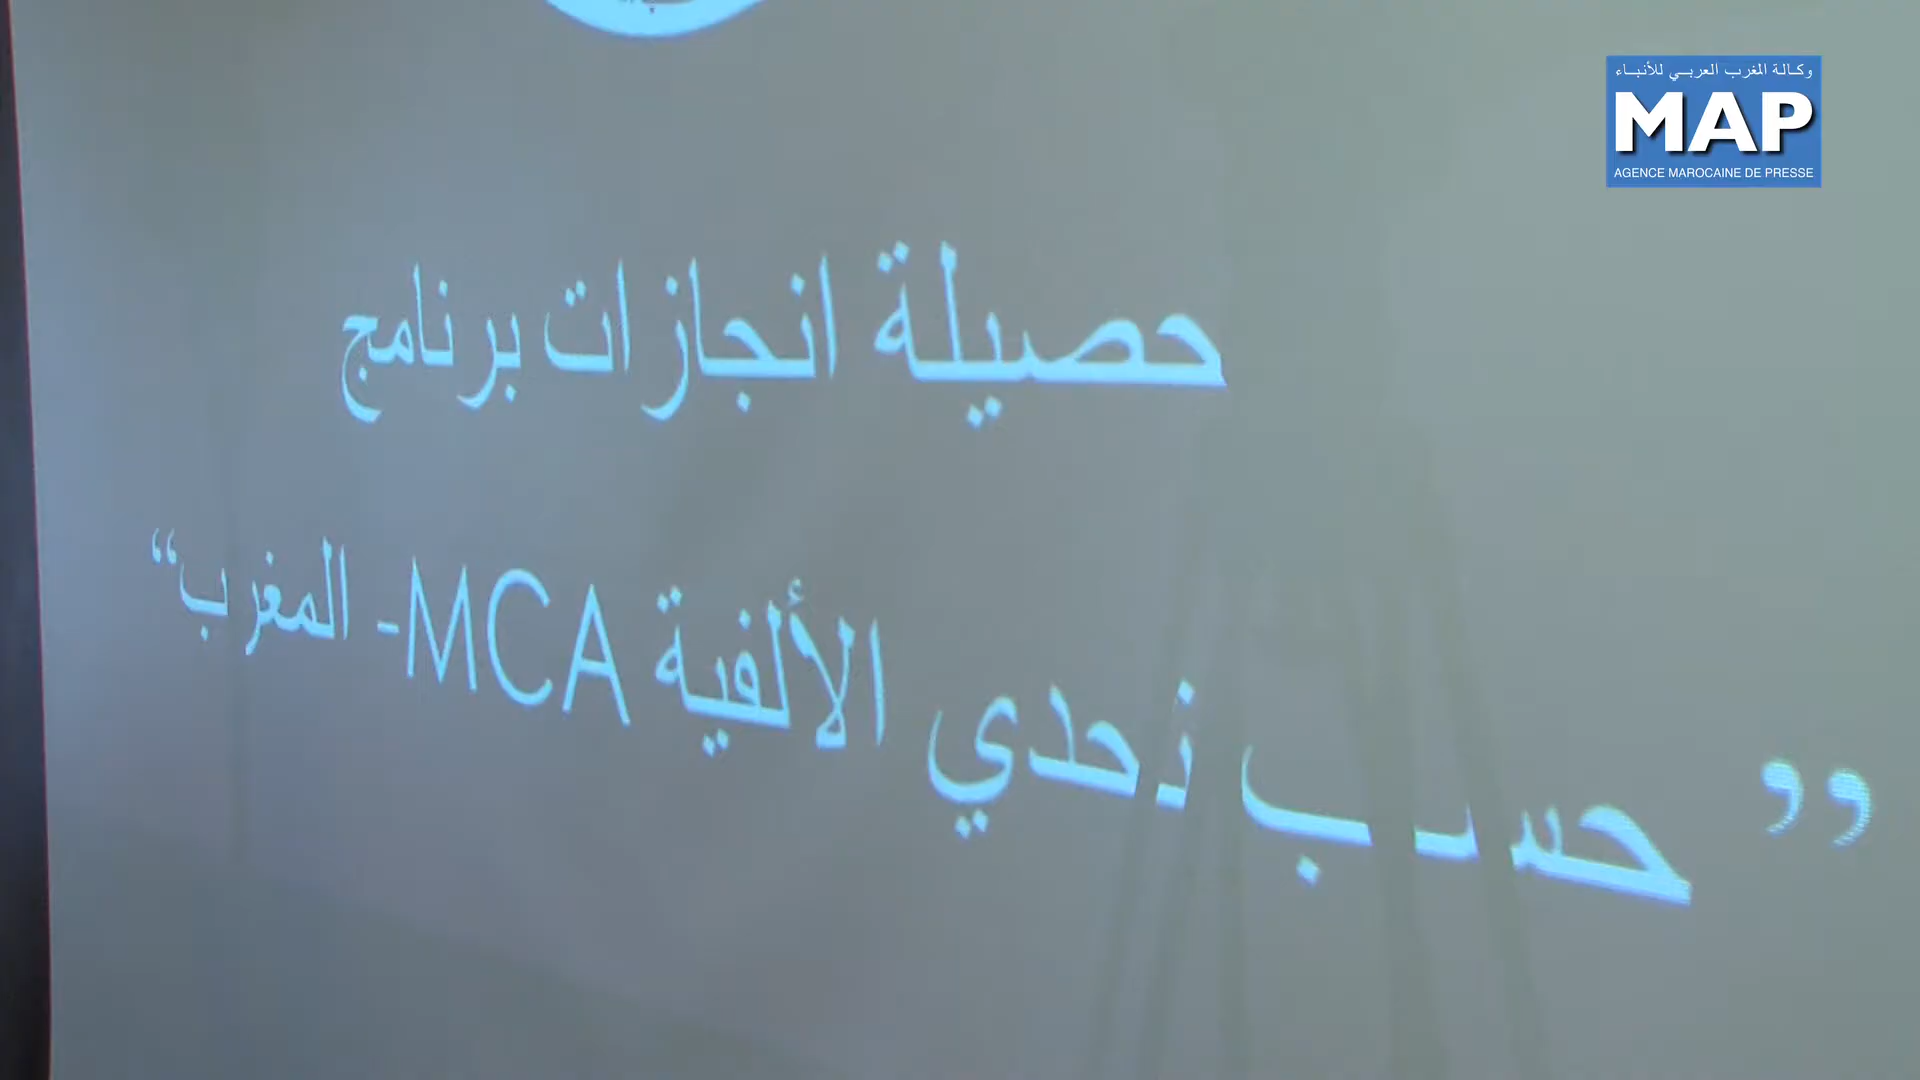 وكالة المغرب العربي للأنباء
MAP
AGENCE MAROCAINE DE PRESSE
حصيلة انجازات برنامج
” حساب تحدي الألفية MCA- المغرب“